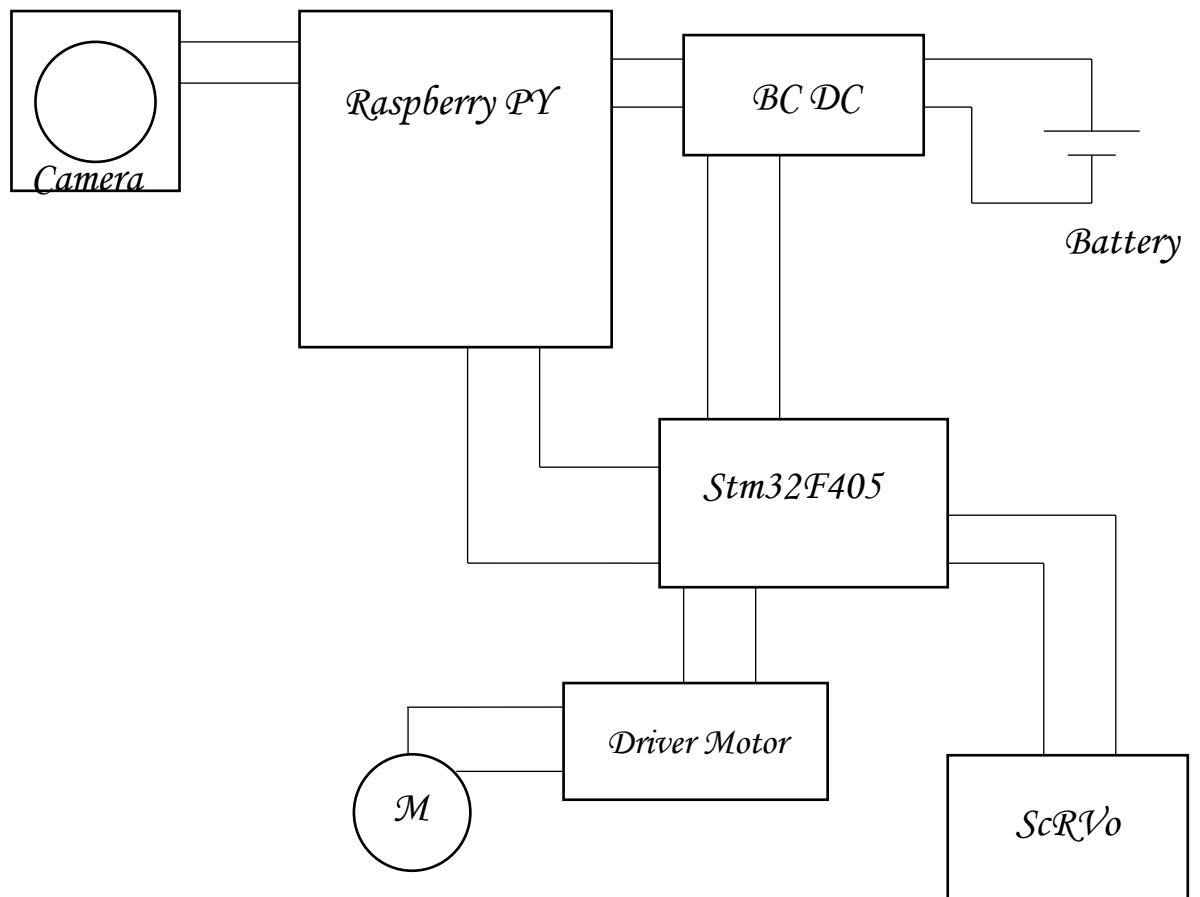 Raspberry PY
BC DC
Camera
Battery
Stm32F405
Driver Motor
M
ScRVo